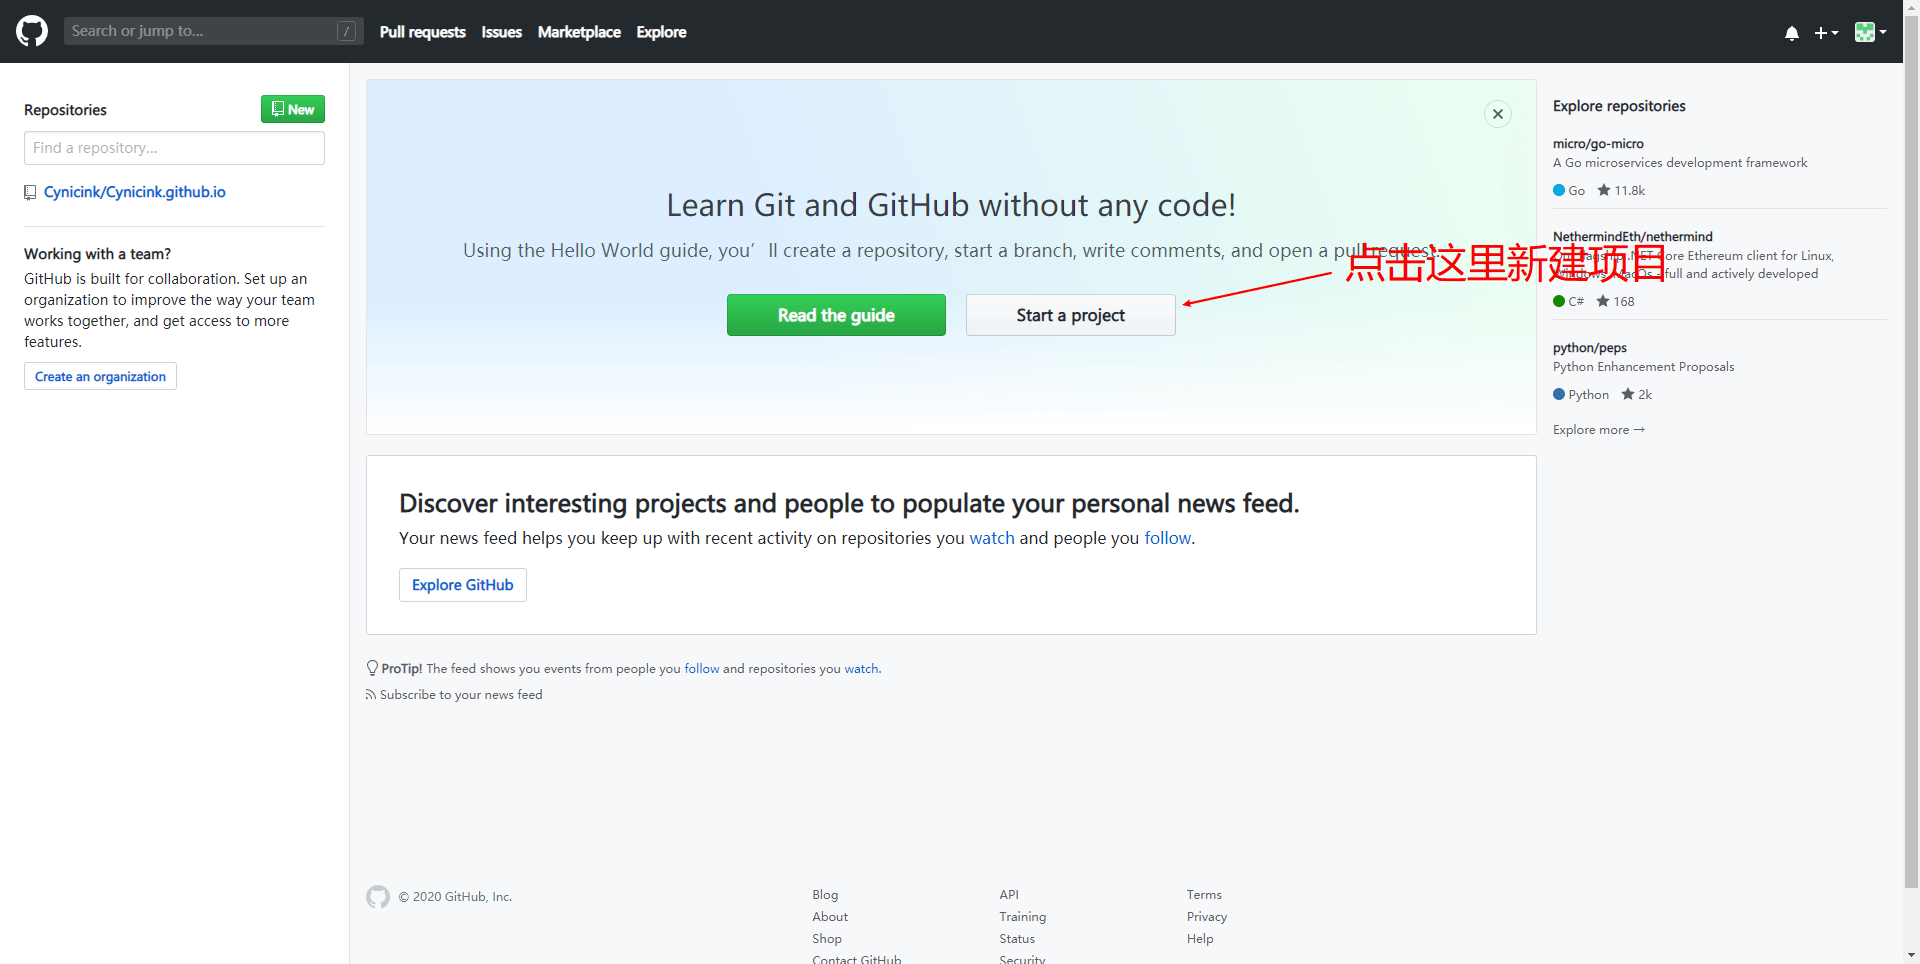 Search or jump to...
/
Pull requests
Issues
Marketplace
Explore
Repositories
New
Find a repository...
Cynicink/Cynicink.github.io
Working with a team?
GitHub is built for collaboration. Set up an
organization to improve the way your team
works together, and get access to more
features.
Create an organization
Learn Git and GitHub without any code!
Using the Hello World guide, you’ll create a repository, start a branch, write comments, and open a pull request.
点击这里新建项目
Read the guide
Start a project
Discover interesting projects and people to populate your personal news feed.
Your news feed helps you keep up with recent activity on repositories you watch and people you follow.
Explore GitHub
ProTip! The feed shows you events from people you follow and repositories you watch.
Subscribe to your news feed
Explore repositories
micro/go-micro
A Go microservices development framework
Go 11.8k
NethermindEth/nethermind
.NET Core Ethereum client for Linux,
Windows, MacOs - full and actively developed
C# 168
python/peps
Python Enhancement Proposals
Python 2k
Explore more →
© 2020 GitHub, Inc.
Blog
About
Shop
Contact GitHub
API
Training
Status
Security
Terms
Privacy
Help